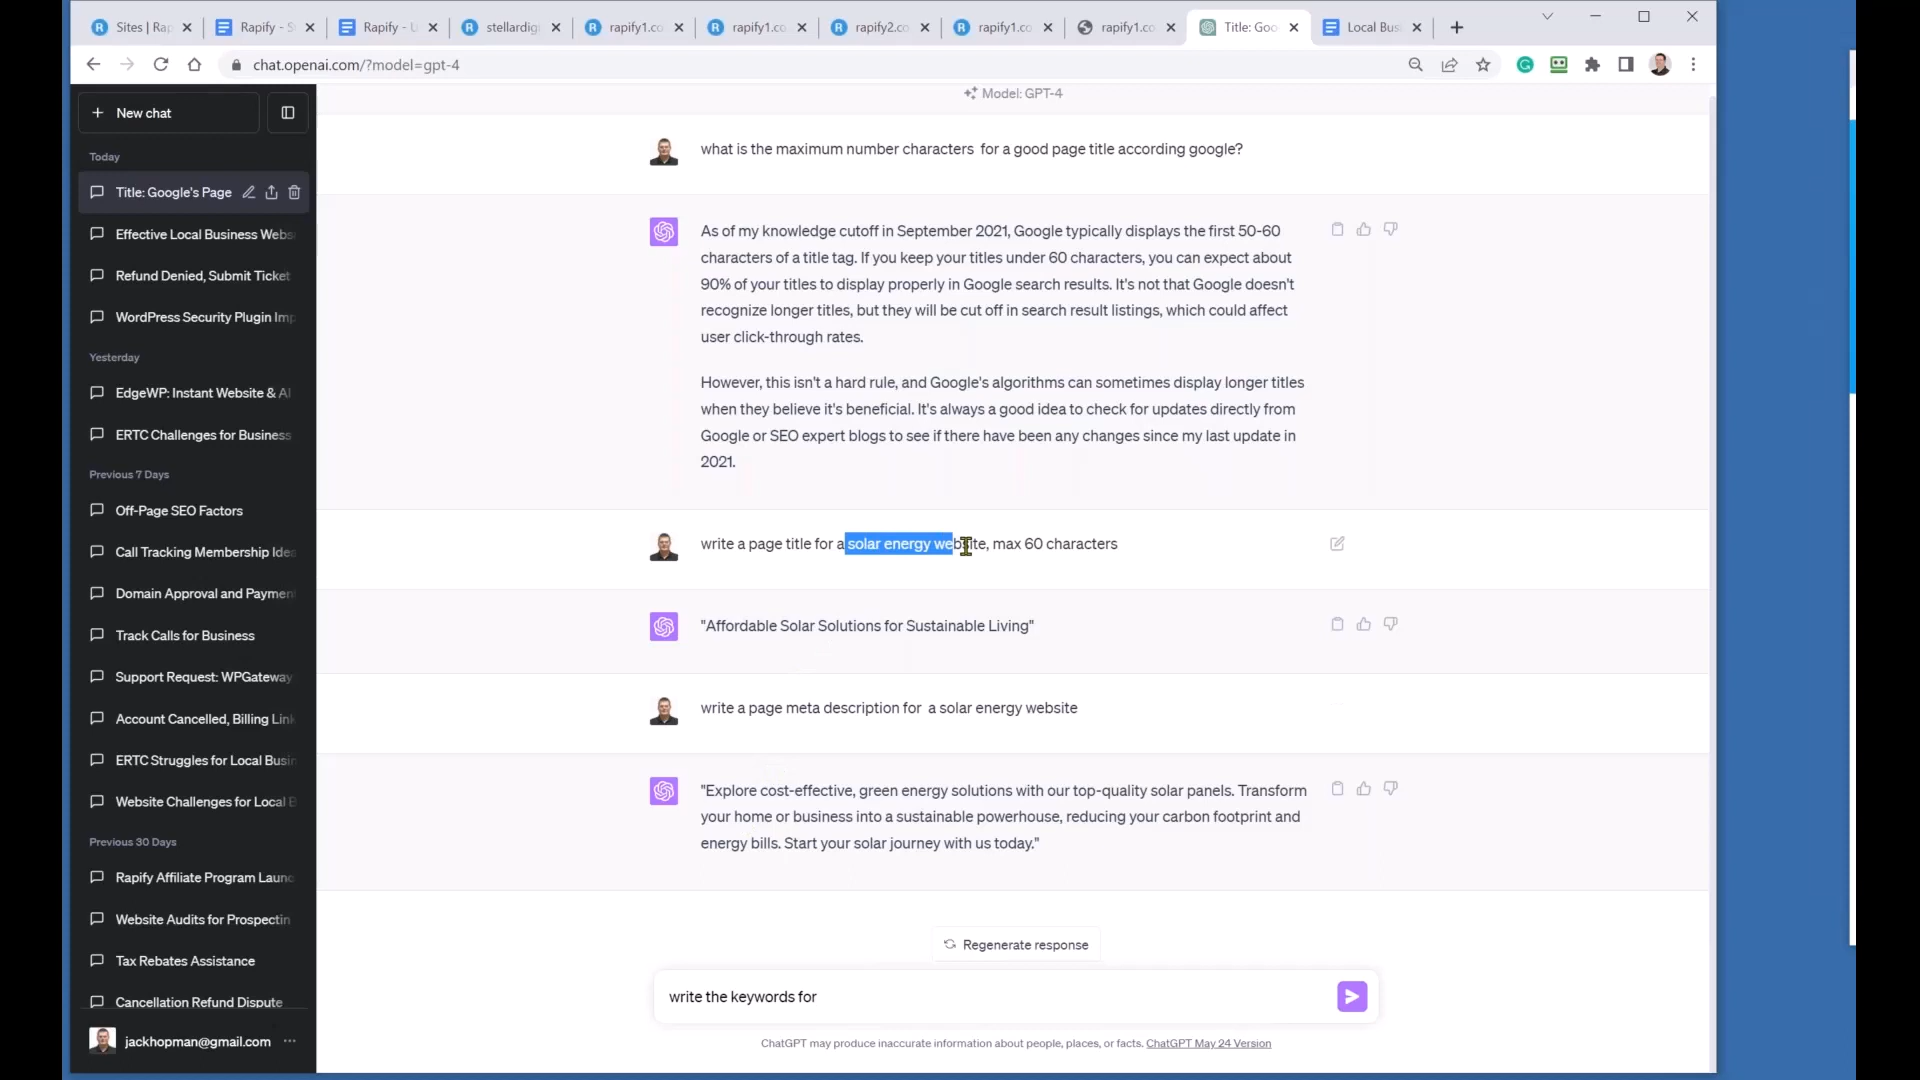 Sites | Rap
Rapify - S
Rapify - U
stellardigi
rapify1.co
rapify1.co
rapify2.co
rapify1.co
rapify1.co
Title: Goo
Local Bus
chat.openai.com/?model=gpt-4
New chat
Today
Title: Google's Page
Effective Local Business Webs
Refund Denied, Submit Ticket
WordPress Security Plugin Imp
Yesterday
EdgeWP: Instant Website & AI
ERTC Challenges for Business
Previous 7 Days
Off-Page SEO Factors
Call Tracking Membership Idea
Domain Approval and Payment
Track Calls for Business
Support Request: WPGateway
Account Cancelled, Billing Link
ERTC Struggles for Local Busin
Website Challenges for Local B
Previous 30 Days
Rapify Affiliate Program Launc
Website Audits for Prospectin
Tax Rebates Assistance
Cancellation Refund Dispute
jackhopman@gmail.com
Model: GPT-4
what is the maximum number characters  for a good page title according google?
As of my knowledge cutoff in September 2021, Google typically displays the first 50-60
characters of a title tag. If you keep your titles under 60 characters, you can expect about
90% of your titles to display properly in Google search results. It's not that Google doesn't
recognize longer titles, but they will be cut off in search result listings, which could affect
user click-through rates.
However, this isn't a hard rule, and Google's algorithms can sometimes display longer titles
when they believe it's beneficial. It's always a good idea to check for updates directly from
Google or SEO expert blogs to see if there have been any changes since my last update in
2021.
write a page title for a solar energy website, max 60 characters
"Affordable Solar Solutions for Sustainable Living"
write a page meta description for  a solar energy website
"Explore cost-effective, green energy solutions with our top-quality solar panels. Transform
your home or business into a sustainable powerhouse, reducing your carbon footprint and
energy bills. Start your solar journey with us today."
Regenerate response
write the keywords for
ChatGPT may produce inaccurate information about people, places, or facts. ChatGPT May 24 Version